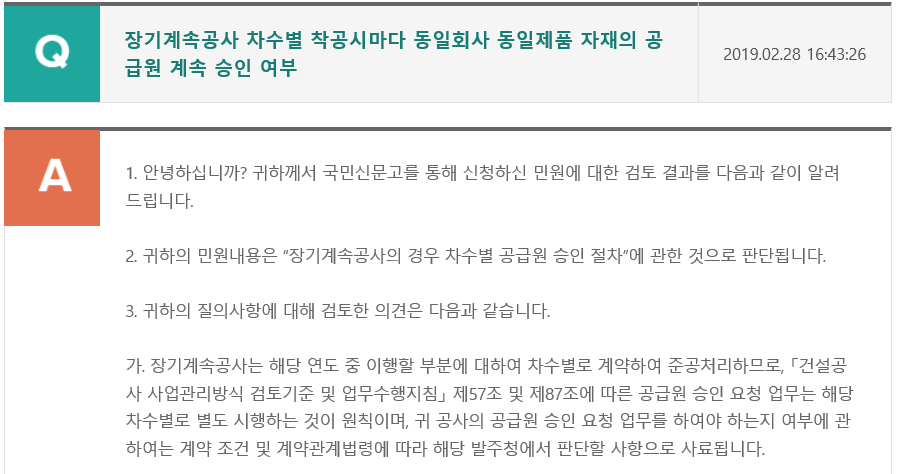 Q
장기계속공사 차수별 착공시마다 동일회사 동일제품 자재의 공
급원 계속 승인 여부
2019.02.28 16:43:26
A
1. 안녕하십니까? 귀하께서 국민신문고를 통해 신청하신 민원에 대한 검토 결과를 다음과 같이 알려
드립니다.
2. 귀하의 민원내용은 “장기계속공사의 경우 차수별 공급원 승인 절차”에 관한 것으로 판단됩니다.
3. 귀하의 질의사항에 대해 검토한 의견은 다음과 같습니다.
가. 장기계속공사는 해당 연도 중 이행할 부분에 대하여 차수별로 계약하여 준공처리하므로, ｢건설공
사 사업관리방식 검토기준 및 업무수행지침｣ 제57조 및 제87조에 따른 공급원 승인 요청 업무는 해당
차수별로 별도 시행하는 것이 원칙이며, 귀 공사의 공급원 승인 요청 업무를 하여야 하는지 여부에 관
하여는 계약 조건 및 계약관계법령에 따라 해당 발주청에서 판단할 사항으로 사료됩니다.